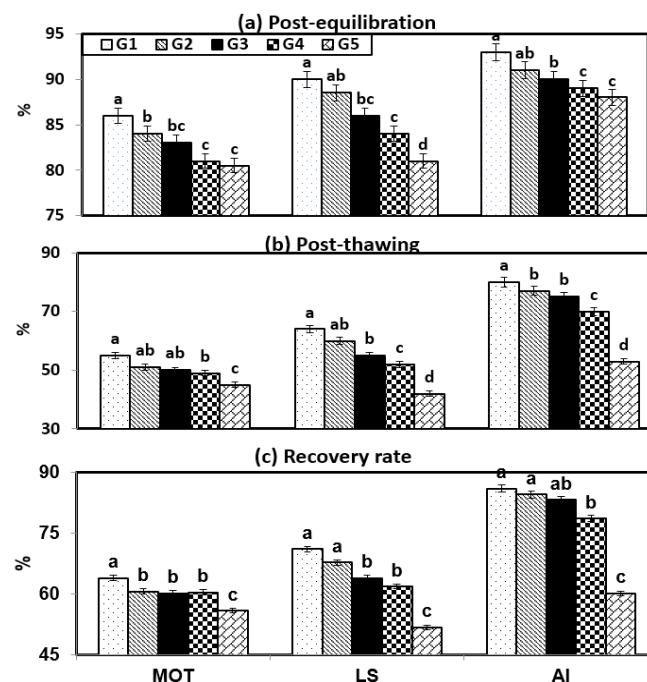 (a) Post-equilibration
95
90
85
80
75
%
G1 G2 G3 G4 G5
a b bc c c
a ab bc c d
a ab b c c
(b) Post-thawing
90
70
50
30
%
a ab ab b c
a ab b c d
a b b c d
(c) Recovery rate
90
75
60
45
%
a b b b c
a a b b c
a a ab b c
MOT LS AI